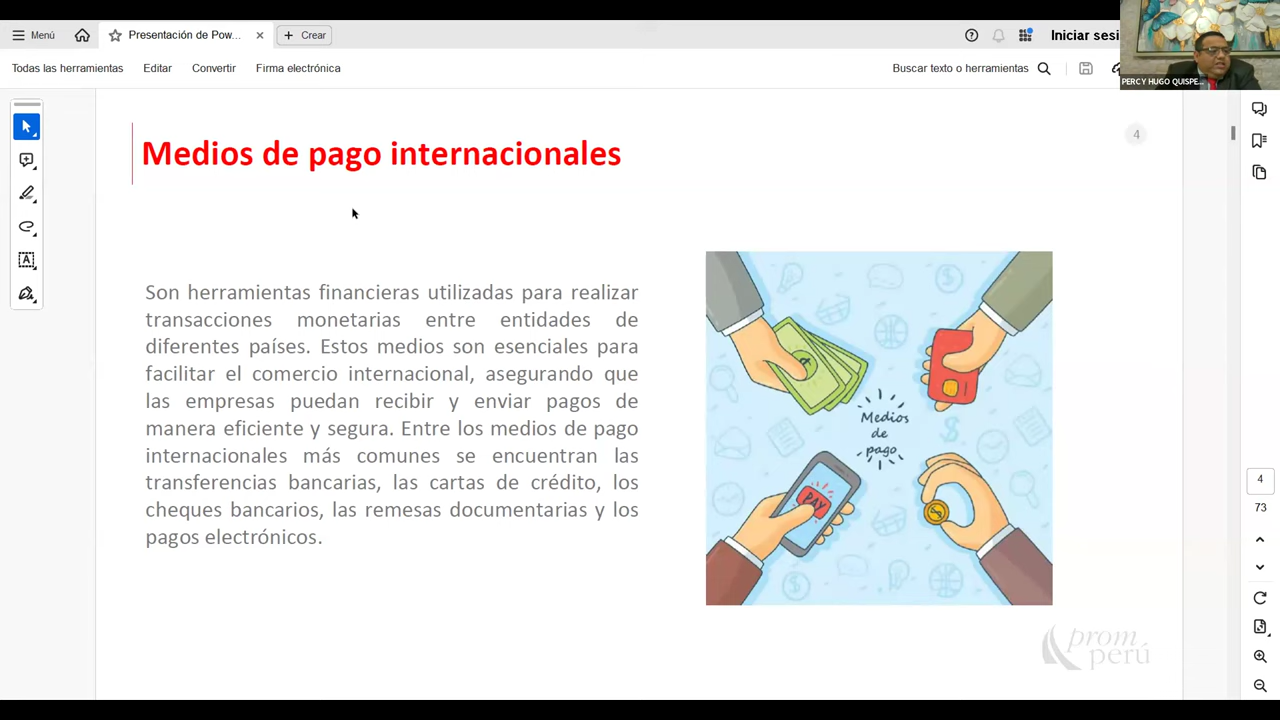 Menú
Presentación de Pow...
Crear
Iniciar sesi
PERCY HUGO QUISPE...
Todas las herramientas
Editar
Convertir
Firma electrónica
Buscar texto o herramientas
Medios de pago internacionales
4
Son herramientas financieras utilizadas para realizar
transacciones monetarias entre entidades de
diferentes países. Estos medios son esenciales para
facilitar el comercio internacional, asegurando que
las empresas puedan recibir y enviar pagos de
manera eficiente y segura. Entre los medios de pago
internacionales más comunes se encuentran las
transferencias bancarias, las cartas de crédito, los
cheques bancarios, las remesas documentarias y los
pagos electrónicos.
Medios
de
pago
PAY
4
73
prom
perú